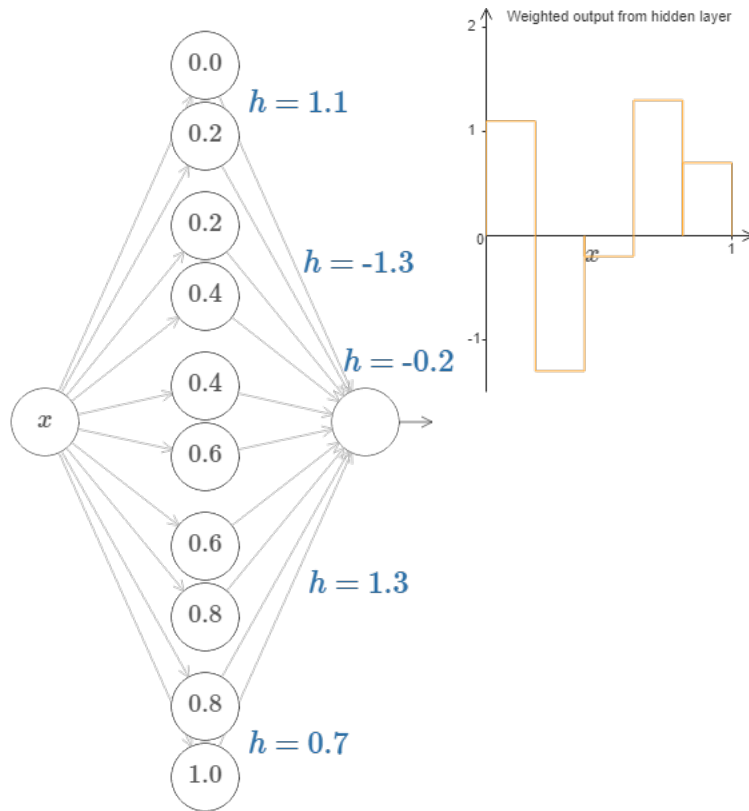 0.0
h = 1.1
0.2
0.2
h = -1.3
0.4
h = -0.2
0.4
x
0.6
0.6
h = 1.3
0.8
0.8
h = 0.7
1.0
Weighted output from hidden layer
2
1
0
x
1
-1